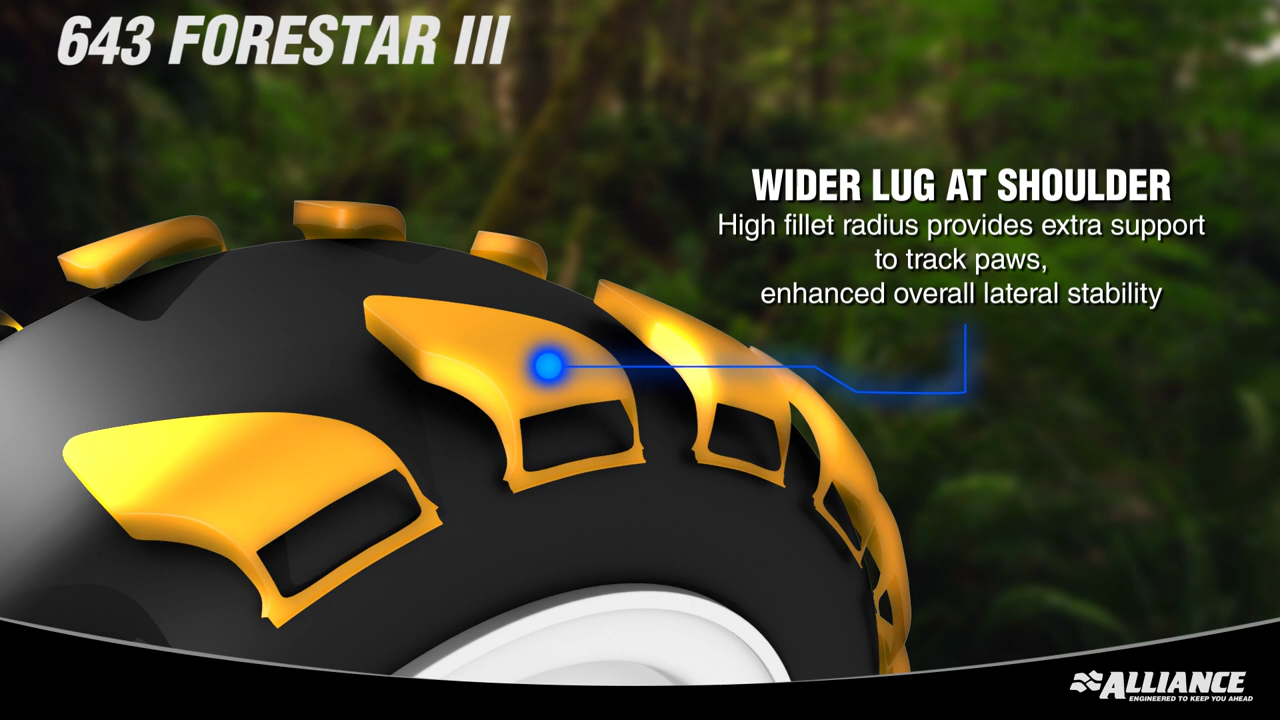 643 FORESTAR III
WIDER LUG AT SHOULDER
High fillet radius provides extra support
to track paws,
enhanced overall lateral stability
ALLIANCE
ENGINEERED TO KEEP YOU AHEAD